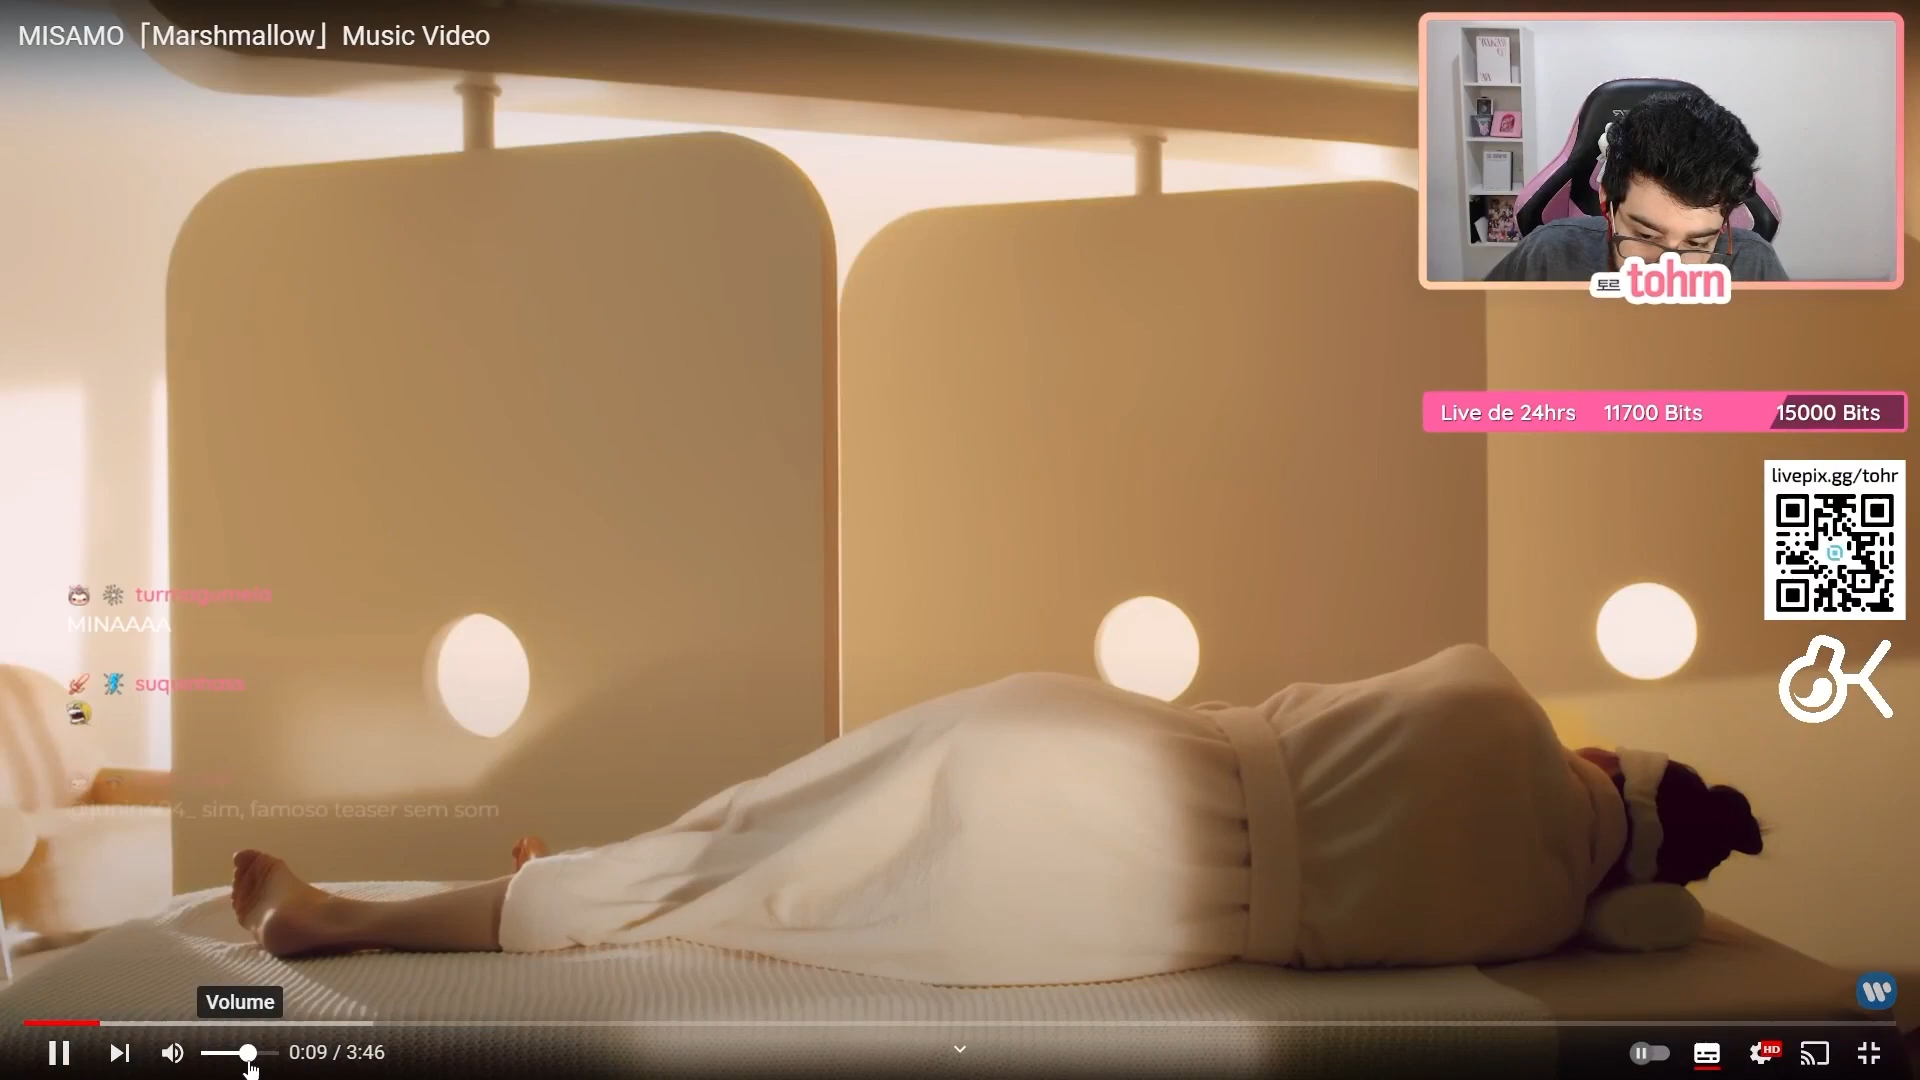 MISAMO「Marshmallow」Music Video
토르 tohrn
Live de 24hrs 11700 Bits 15000 Bits
livepix.gg/tohr
OK
MINAAAA
sim, famoso teaser sem som
Volume
0:09 / 3:46
HD